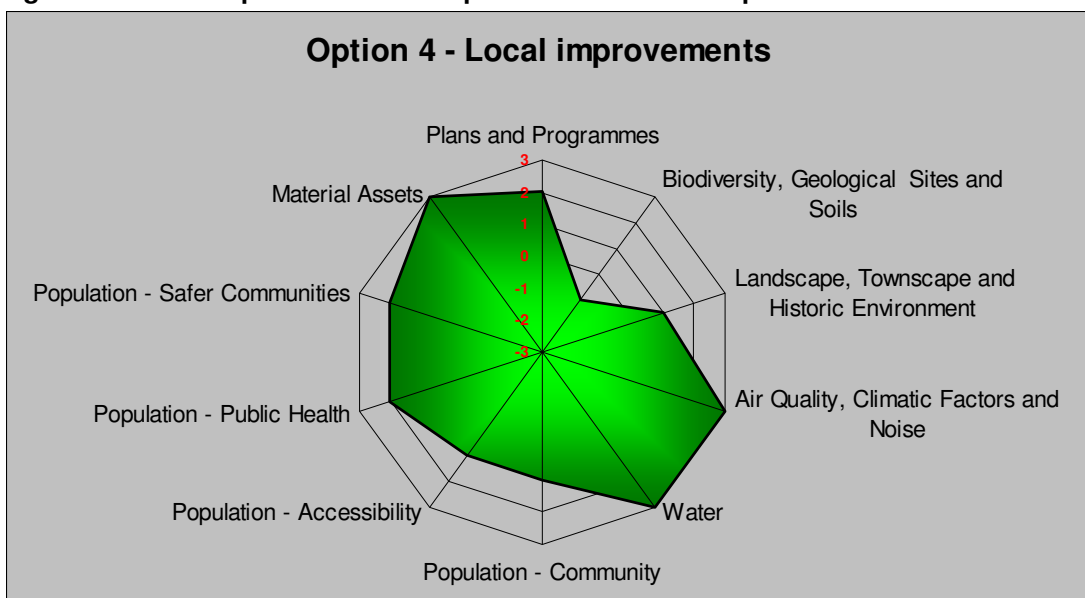 Option 4 - Local improvements
Plans and Programmes
3
2
1
0
-1
-2
-3
Biodiversity, Geological Sites and
Soils
Landscape, Townscape and
Historic Environment
Air Quality, Climatic Factors and
Noise
Water
Population - Community
Population - Accessibility
Population - Public Health
Population - Safer Communities
Material Assets